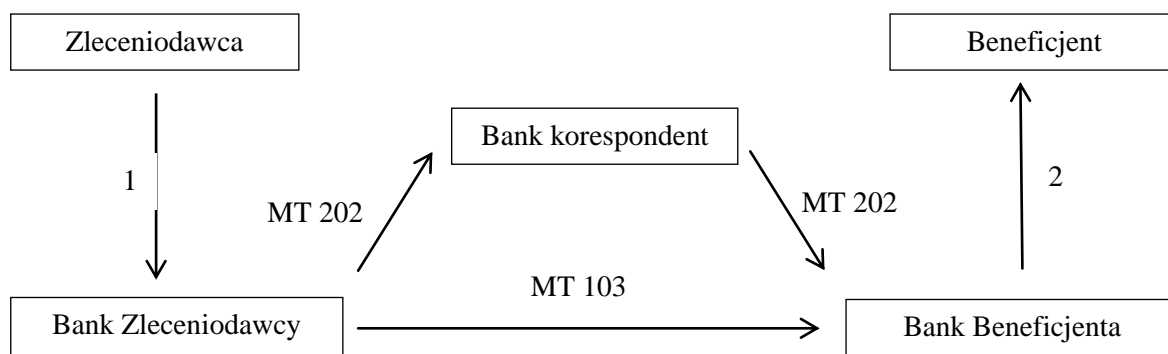 Zleceniodawca
Beneficjent
Bank korespondent
1
2
MT 202
MT 202
MT 103
Bank Zleceniodawcy
Bank Beneficjenta